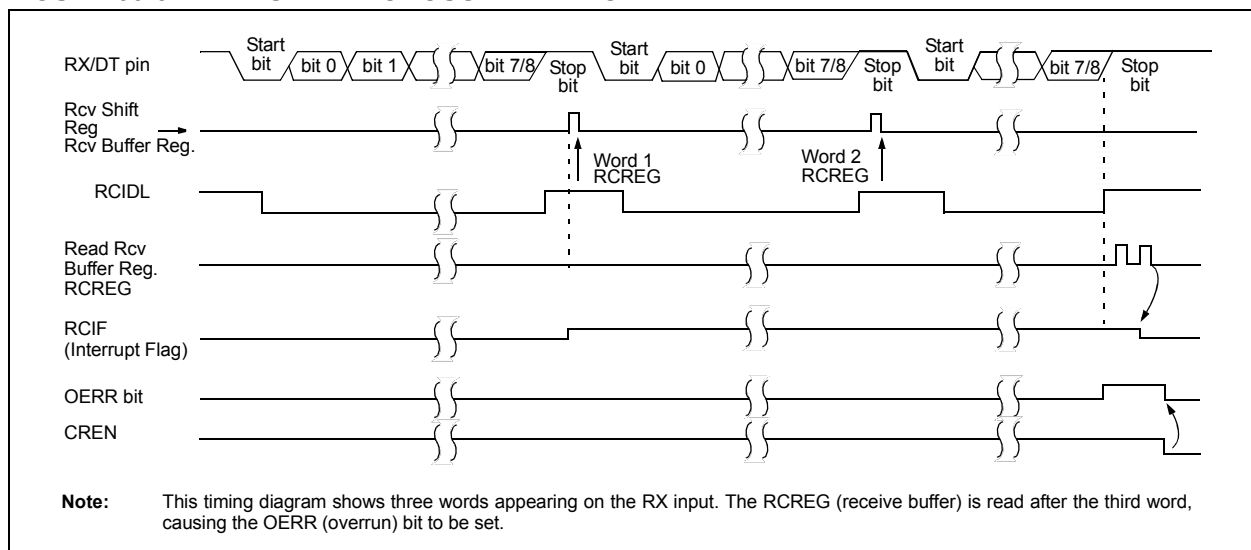 RX/DT pin
Start
bit
bit 0
bit 1
bit 7/8
Stop
bit
Start
bit
bit 0
bit 7/8
Stop
bit
Start
bit
bit 7/8
Stop
bit
Rcv Shift
Reg
Rcv Buffer Reg.
Word 1
RCREG
Word 2
RCREG
RCIDL
Read Rcv
Buffer Reg.
RCREG
RCIF
(Interrupt Flag)
OERR bit
CREN
Note: This timing diagram shows three words appearing on the RX input. The RCREG (receive buffer) is read after the third word,
causing the OERR (overrun) bit to be set.